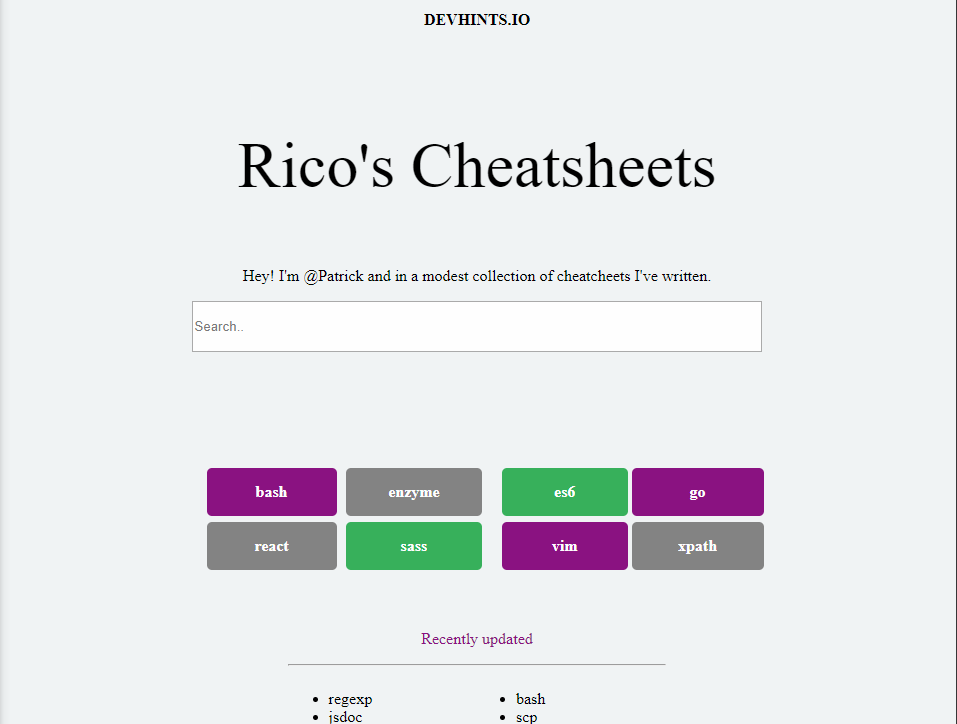 DEVHINTS.IO
Rico's Cheatsheets
Hey! I'm @Patrick and in a modest collection of cheatcheets I've written.
Search..
bash enzyme es6 go
react sass vim xpath
Recently updated
regexp bash
jsdoc scp